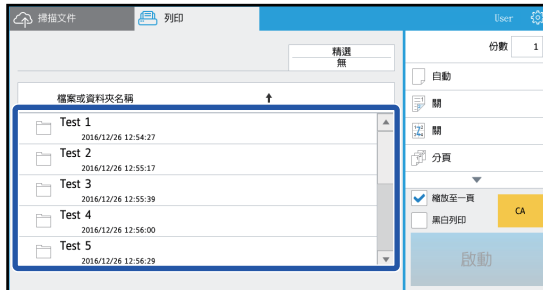 掃描文件
列印
User
份數 1
精選
無
自動
檔案或資料夾名稱
關
Test 1
2016/12/26 12:54:27
關
Test 2
2016/12/26 12:55:17
分頁
Test 3
2016/12/26 12:55:39
縮放至一頁
Test 4
2016/12/26 12:56:00
黑白列印
CA
Test 5
2016/12/26 12:56:29
啟動